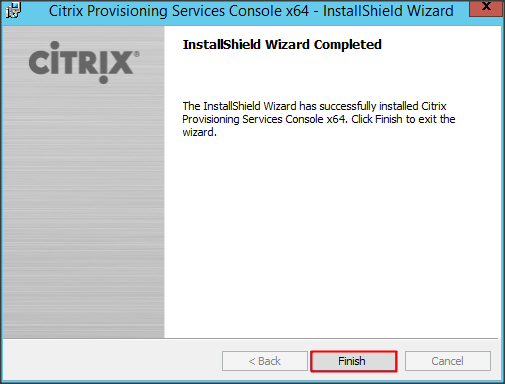 Citrix Provisioning Services Console x64 - InstallShield Wizard
X
CITRIX®
InstallShield Wizard Completed
The InstallShield Wizard has successfully installed Citrix
Provisioning Services Console x64. Click Finish to exit the
wizard.
< Back
Finish
Cancel